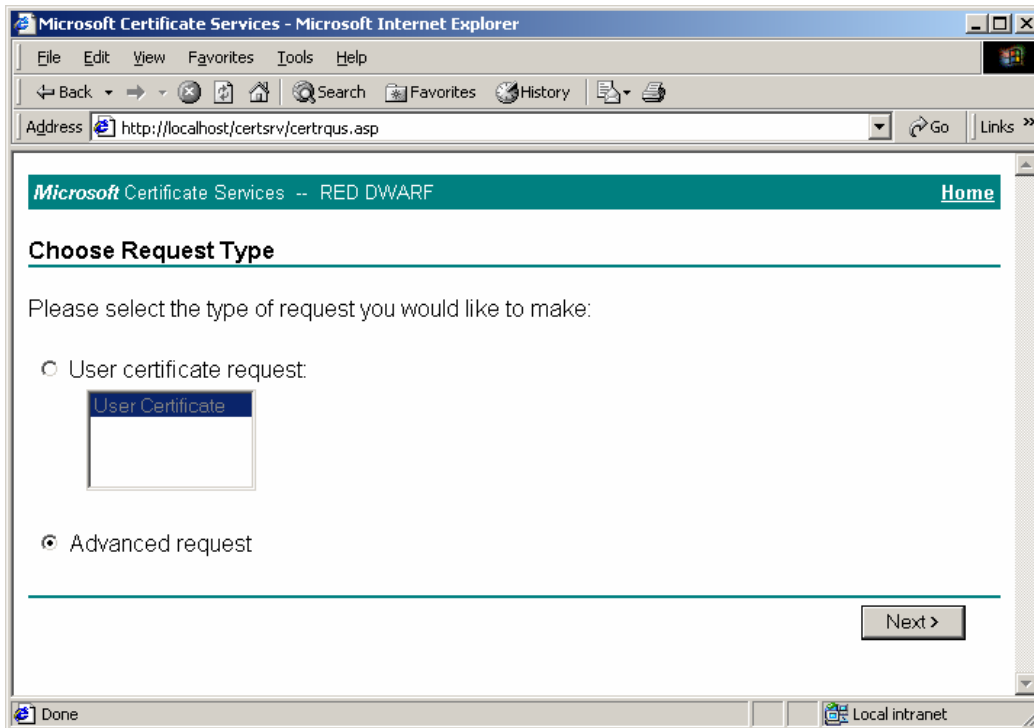 Microsoft Certificate Services - Microsoft Internet Explorer
File Edit View Favorites Tools Help
Back Search Favorites History
Address http://localhost/certsrv/certrqus.asp Go Links »
Microsoft Certificate Services -- RED DWARF Home
Choose Request Type
Please select the type of request you would like to make:
User certificate request:
User Certificate
Advanced request
Next >
Done Local intranet